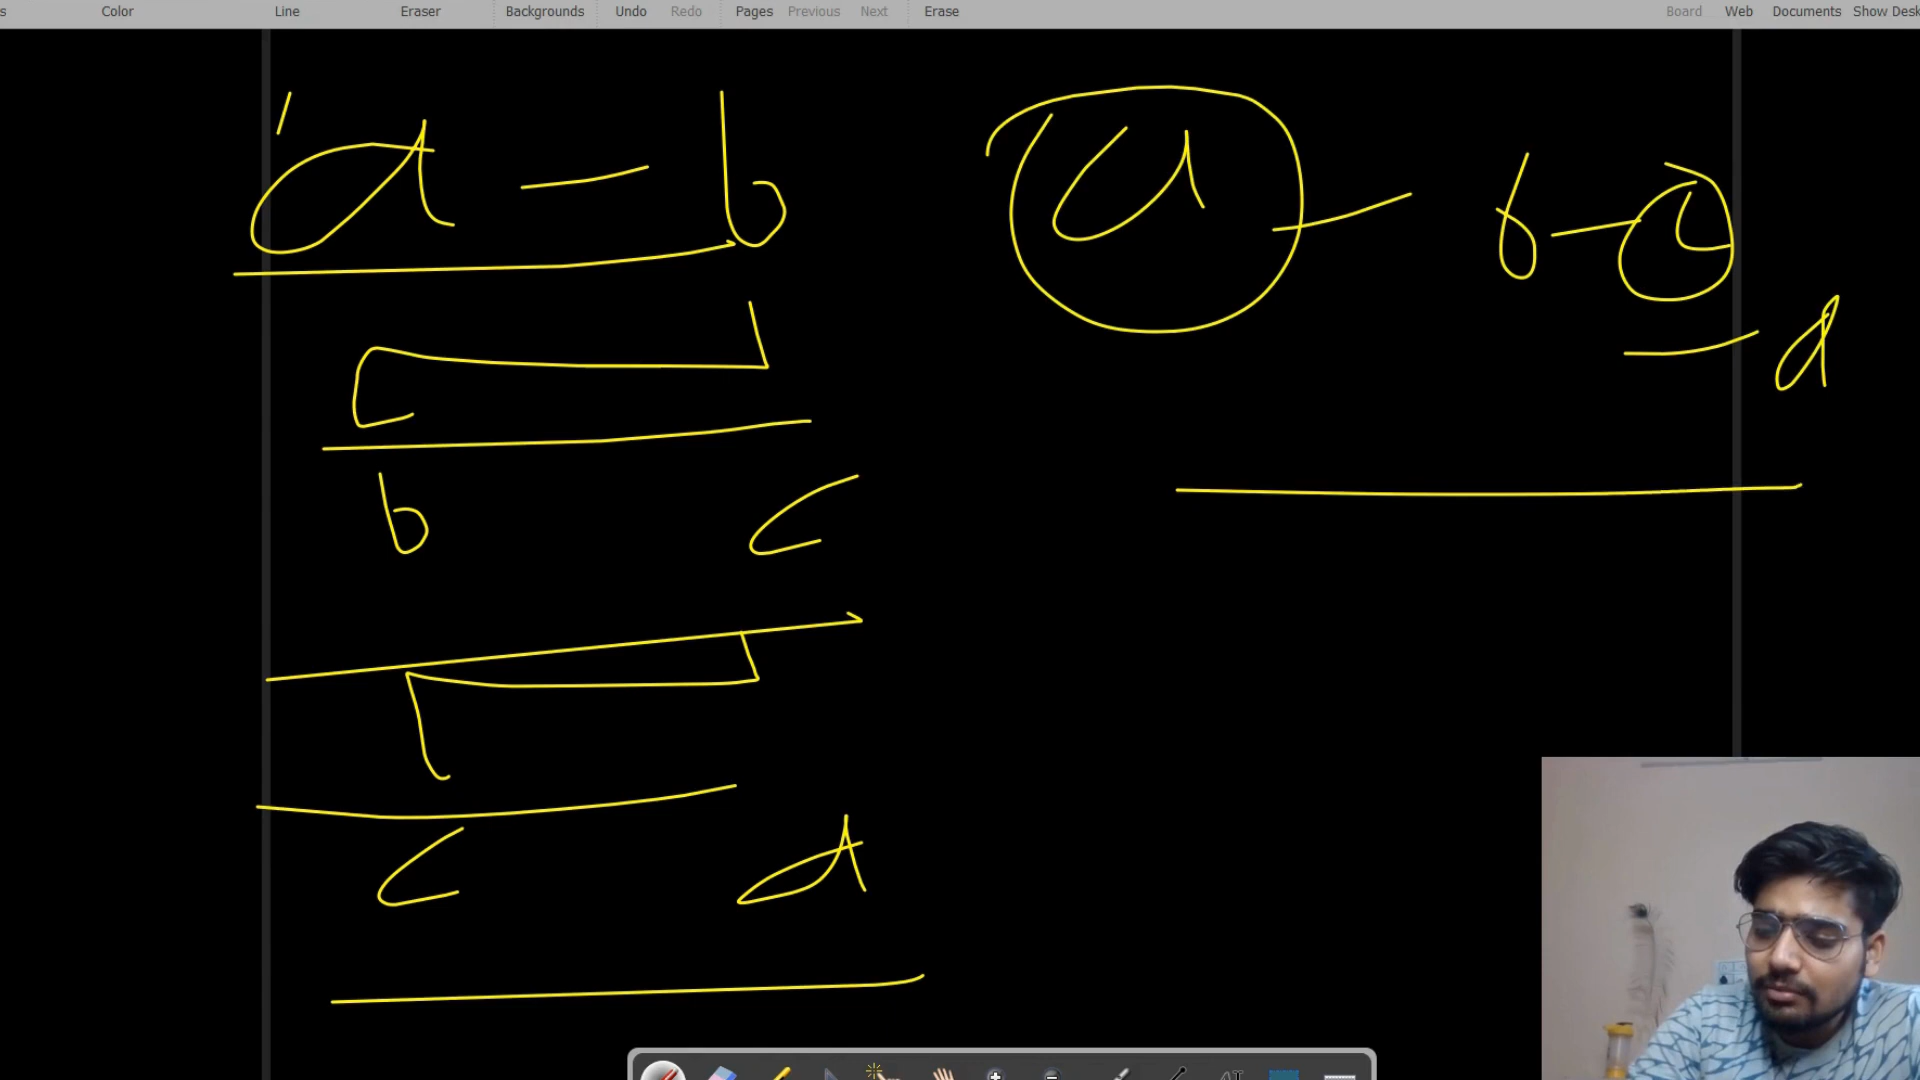 s Color Line Eraser Backgrounds Undo Redo Pages Previous Next Erase Board Web Documents Show Desk
a - b
a - b - c
- d
b c
c d